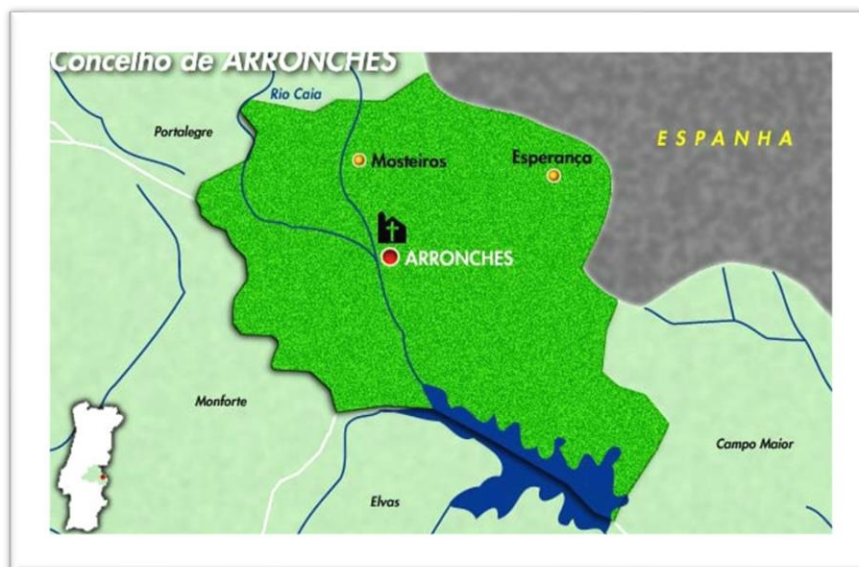 Concelho de ARRONCHES
Rio Caia
Portalegre
ESPANHA
Mosteiros
Esperança
ARRONCHES
Monforte
Campo Maior
Elvas